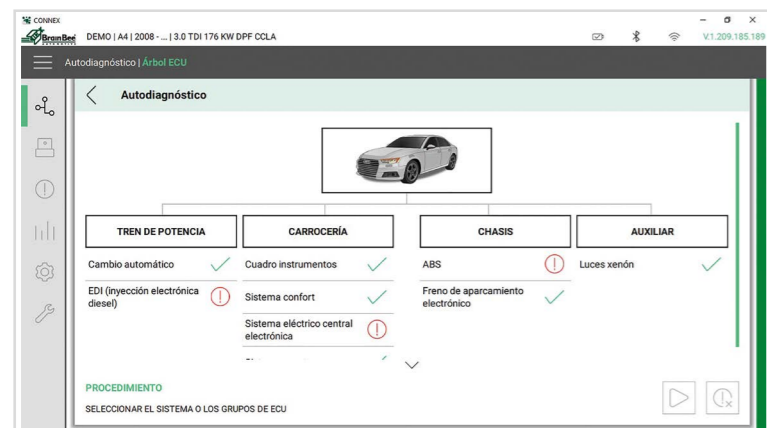 CONNEX
BrainBee
AUTOMOTIVE
DEMO | A4 | 2008 - ... | 3.0 TDI 176 KW DPF CCLA
V.1.209.185.189
Autodiagnóstico | Árbol ECU
Autodiagnóstico
TREN DE POTENCIA
CARROCERÍA
CHASIS
AUXILIAR
Cambio automático
Cuadro instrumentos
ABS
Luces xenón
EDI (inyección electrónica
diesel)
Sistema confort
Freno de aparcamiento
electrónico
Sistema eléctrico central
electrónica
PROCEDIMIENTO
SELECCIONAR EL SISTEMA O LOS GRUPOS DE ECU